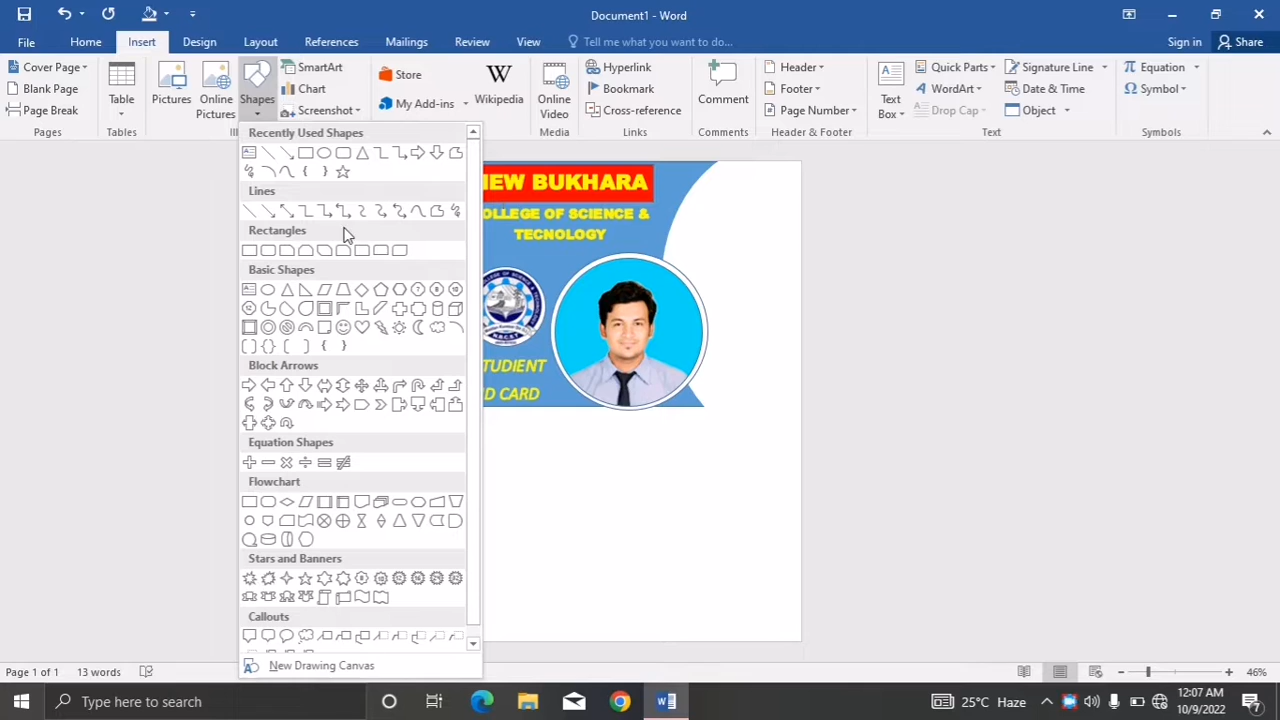 Document1 - Word
File Home Insert Design Layout References Mailings Review View Tell me what you want to do... Sign in Share
Cover Page
Blank Page
Page Break
Pages
Table
Tables
Pictures
Online Pictures
Shapes
SmartArt
Chart
Screenshot
Store
My Add-ins
Wikipedia
Online Video
Media
Hyperlink
Bookmark
Cross-reference
Links
Comment
Comments
Header
Footer
Page Number
Header & Footer
Text Box
Quick Parts
WordArt
Drop Cap
Signature Line
Date & Time
Object
Text
Equation
Symbol
Symbols
Recently Used Shapes
Lines
Rectangles
Basic Shapes
Block Arrows
Equation Shapes
Flowchart
Stars and Banners
Callouts
New Drawing Canvas
NEW BUKHARA
OLLEGE OF SCIENCE &
TECNOLOGY
TUDIENT
D CARD
Page 1 of 1 13 words 46%
Type here to search
25°C Haze
12:07 AM
10/9/2022
7